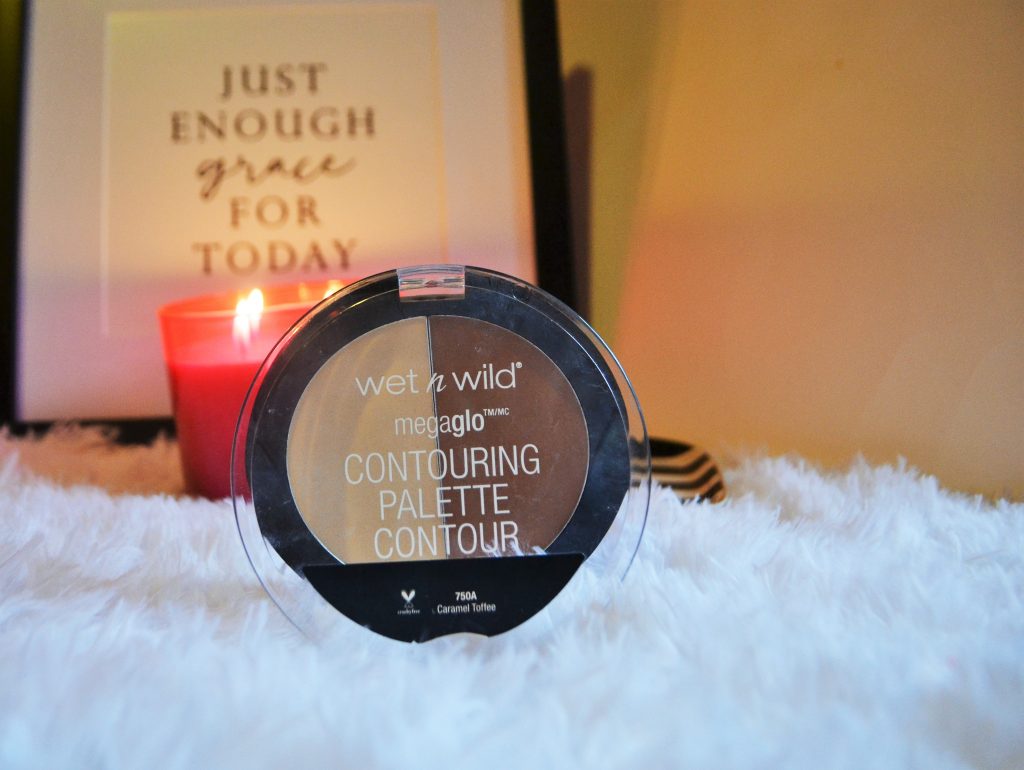 JUST
ENOUGH
grace
FOR
TODAY
wet n wild®
megaglo™/MC
CONTOURING
PALETTE
CONTOUR
750A
Caramel Toffee